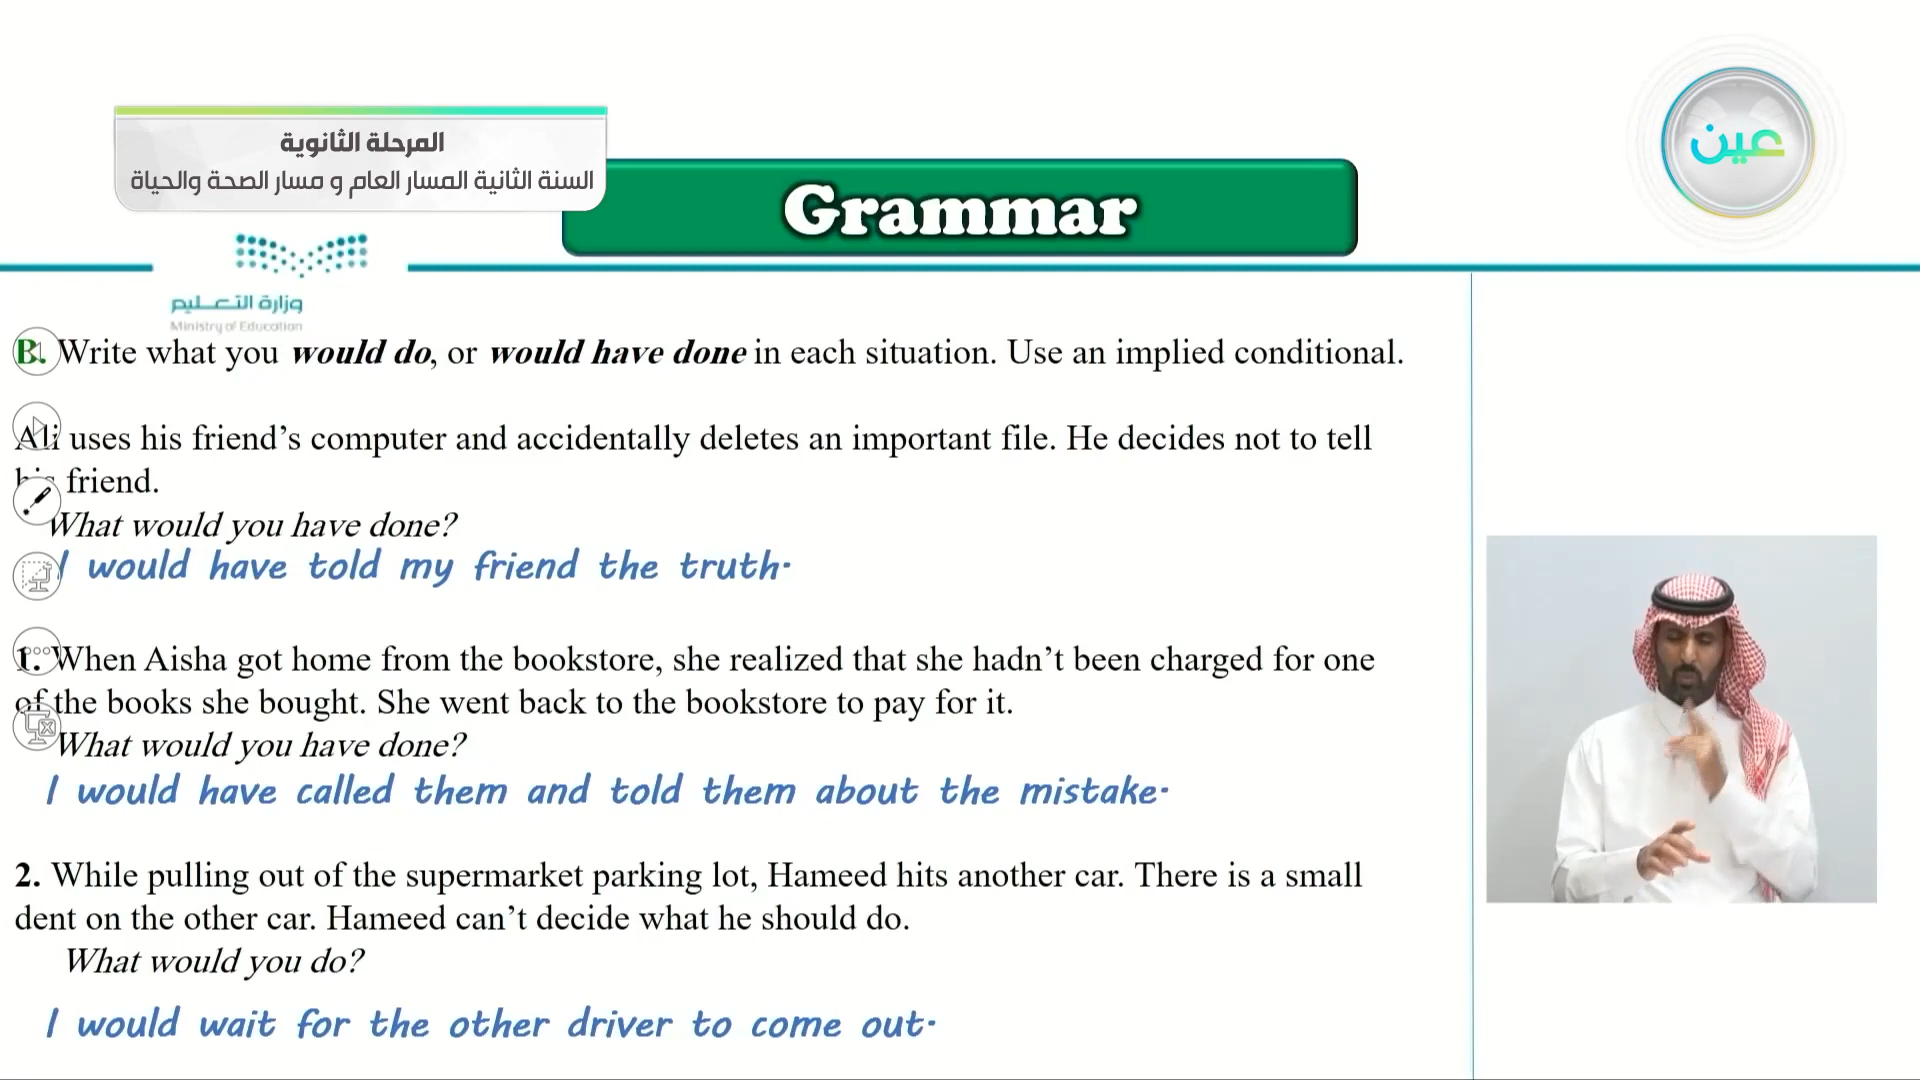 المرحلة الثانوية
السنة الثانية المسار العام و مسار الصحة والحياة
عين
Grammar
وزارة التعليم
Ministry of Education
B. Write what you would do, or would have done in each situation. Use an implied conditional.
Ali uses his friend’s computer and accidentally deletes an important file. He decides not to tell
his friend.
What would you have done?
I would have told my friend the truth.
1. When Aisha got home from the bookstore, she realized that she hadn’t been charged for one
of the books she bought. She went back to the bookstore to pay for it.
What would you have done?
I would have called them and told them about the mistake.
2. While pulling out of the supermarket parking lot, Hameed hits another car. There is a small
dent on the other car. Hameed can’t decide what he should do.
What would you do?
I would wait for the other driver to come out.